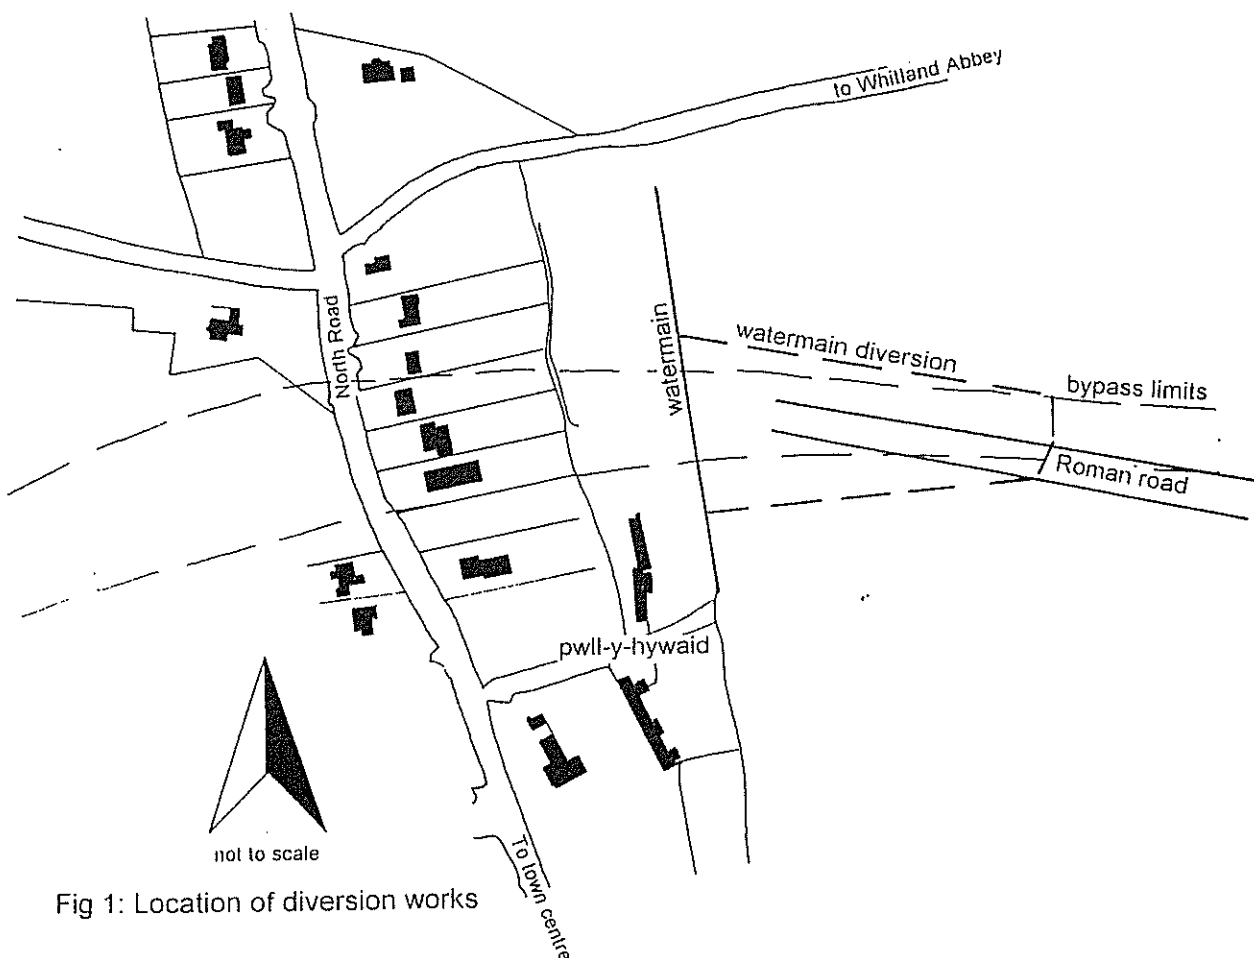 to Whitland Abbey
North Road
watermain
watermain diversion
bypass limits
Roman road
pwll-y-hywaid
not to scale
To town centre
Fig 1: Location of diversion works